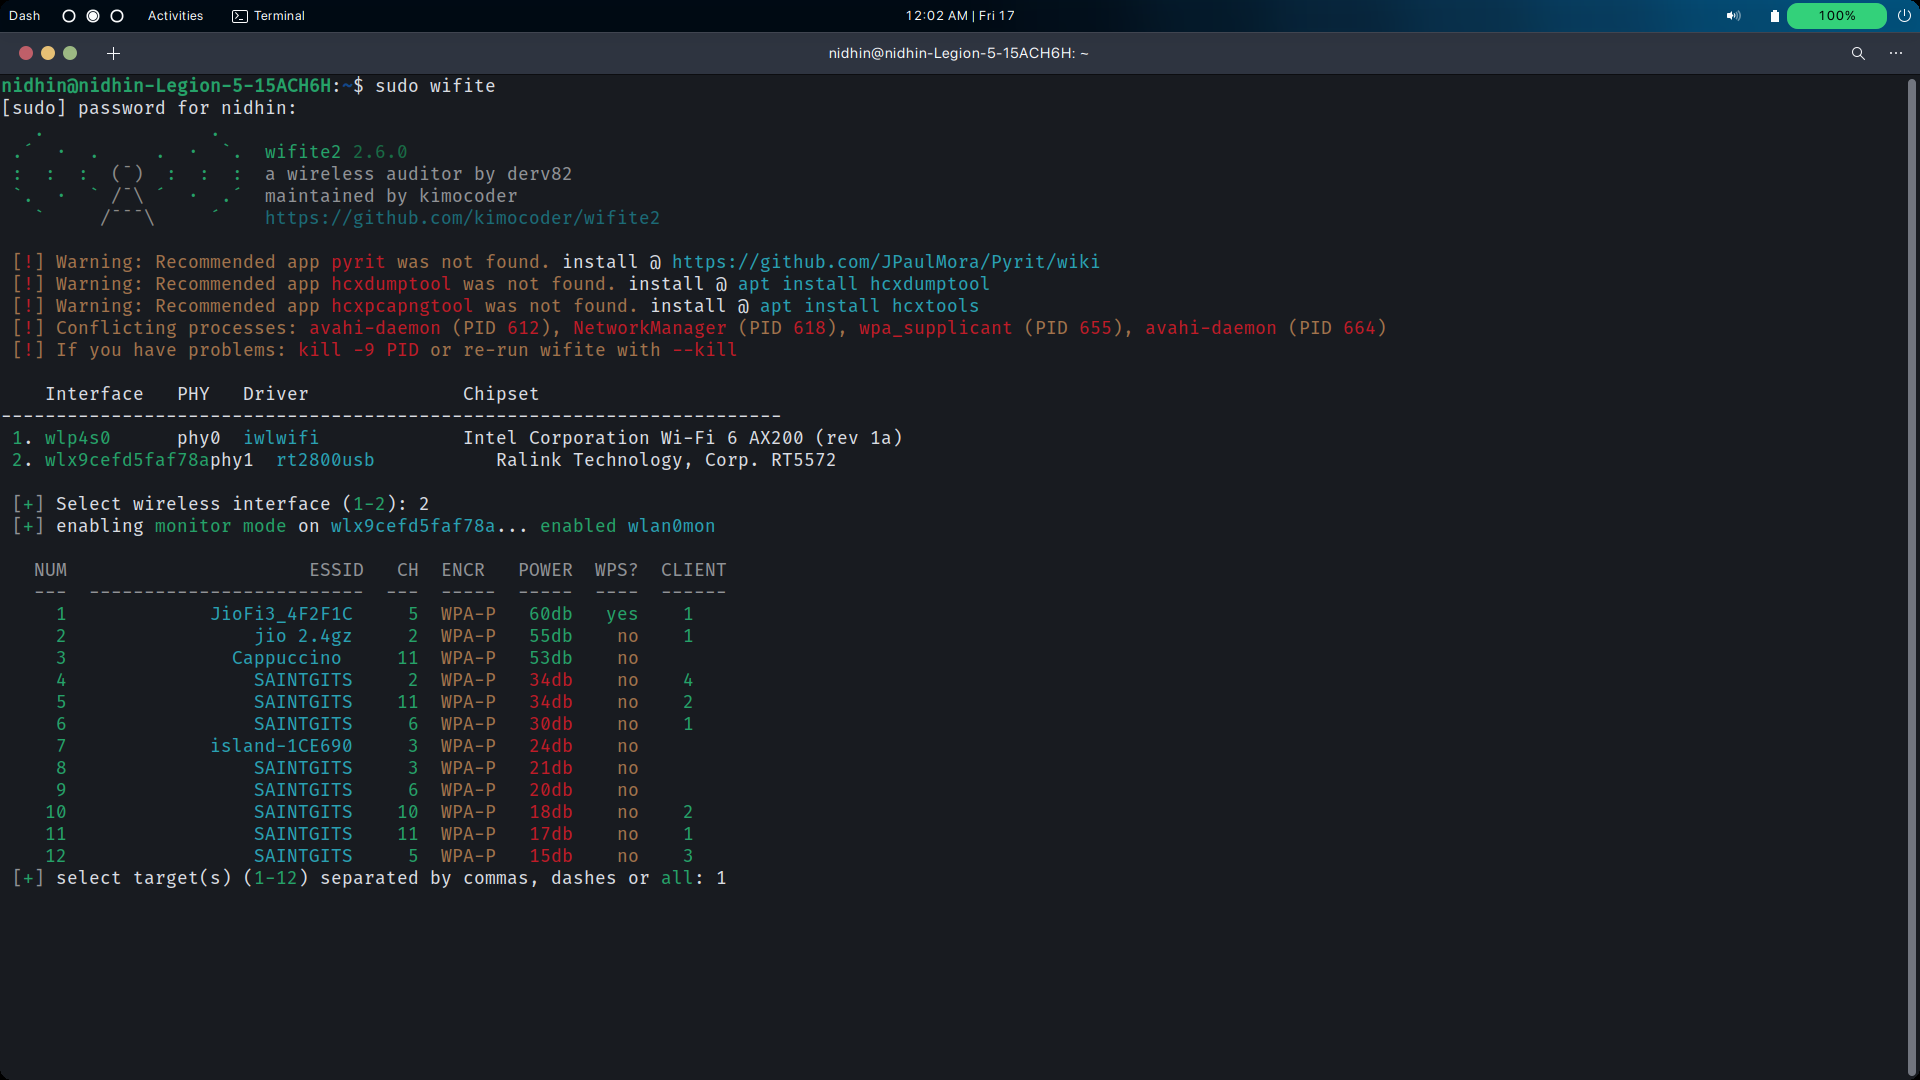 Dash Activities Terminal 12:02 AM | Fri 17 100%
nidhin@nidhin-Legion-5-15ACH6H: ~
nidhin@nidhin-Legion-5-15ACH6H:~$ sudo wifite
[sudo] password for nidhin:
   .               .
 .´  ·  .     .  ·  `.  wifite2 2.6.0
 :  :  :  (¯)  :  :  :  a wireless auditor by derv82
 `.  ·  ` /¯\ ´  ·  .´  maintained by kimocoder
   `     /¯¯¯\     ´    https://github.com/kimocoder/wifite2
[!] Warning: Recommended app pyrit was not found. install @ https://github.com/JPaulMora/Pyrit/wiki
[!] Warning: Recommended app hcxdumptool was not found. install @ apt install hcxdumptool
[!] Warning: Recommended app hcxpcapngtool was not found. install @ apt install hcxtools
[!] Conflicting processes: avahi-daemon (PID 612), NetworkManager (PID 618), wpa_supplicant (PID 655), avahi-daemon (PID 664)
[!] If you have problems: kill -9 PID or re-run wifite with --kill
    Interface   PHY   Driver              Chipset
-----------------------------------------------------------------------
 1. wlp4s0      phy0  iwlwifi             Intel Corporation Wi-Fi 6 AX200 (rev 1a)
 2. wlx9cefd5faf78aphy1  rt2800usb           Ralink Technology, Corp. RT5572
[+] Select wireless interface (1-2): 2
[+] enabling monitor mode on wlx9cefd5faf78a... enabled wlan0mon
   NUM                      ESSID   CH  ENCR   POWER  WPS?  CLIENT
   ---  -------------------------  ---  -----  -----  ----  ------
     1             JioFi3_4F2F1C     5  WPA-P   60db   yes    1
     2                 jio 2.4gz     2  WPA-P   55db    no    1
     3               Cappuccino     11  WPA-P   53db    no
     4                 SAINTGITS     2  WPA-P   34db    no    4
     5                 SAINTGITS    11  WPA-P   34db    no    2
     6                 SAINTGITS     6  WPA-P   30db    no    1
     7             island-1CE690     3  WPA-P   24db    no
     8                 SAINTGITS     3  WPA-P   21db    no
     9                 SAINTGITS     6  WPA-P   20db    no
    10                 SAINTGITS    10  WPA-P   18db    no    2
    11                 SAINTGITS    11  WPA-P   17db    no    1
    12                 SAINTGITS     5  WPA-P   15db    no    3
[+] select target(s) (1-12) separated by commas, dashes or all: 1